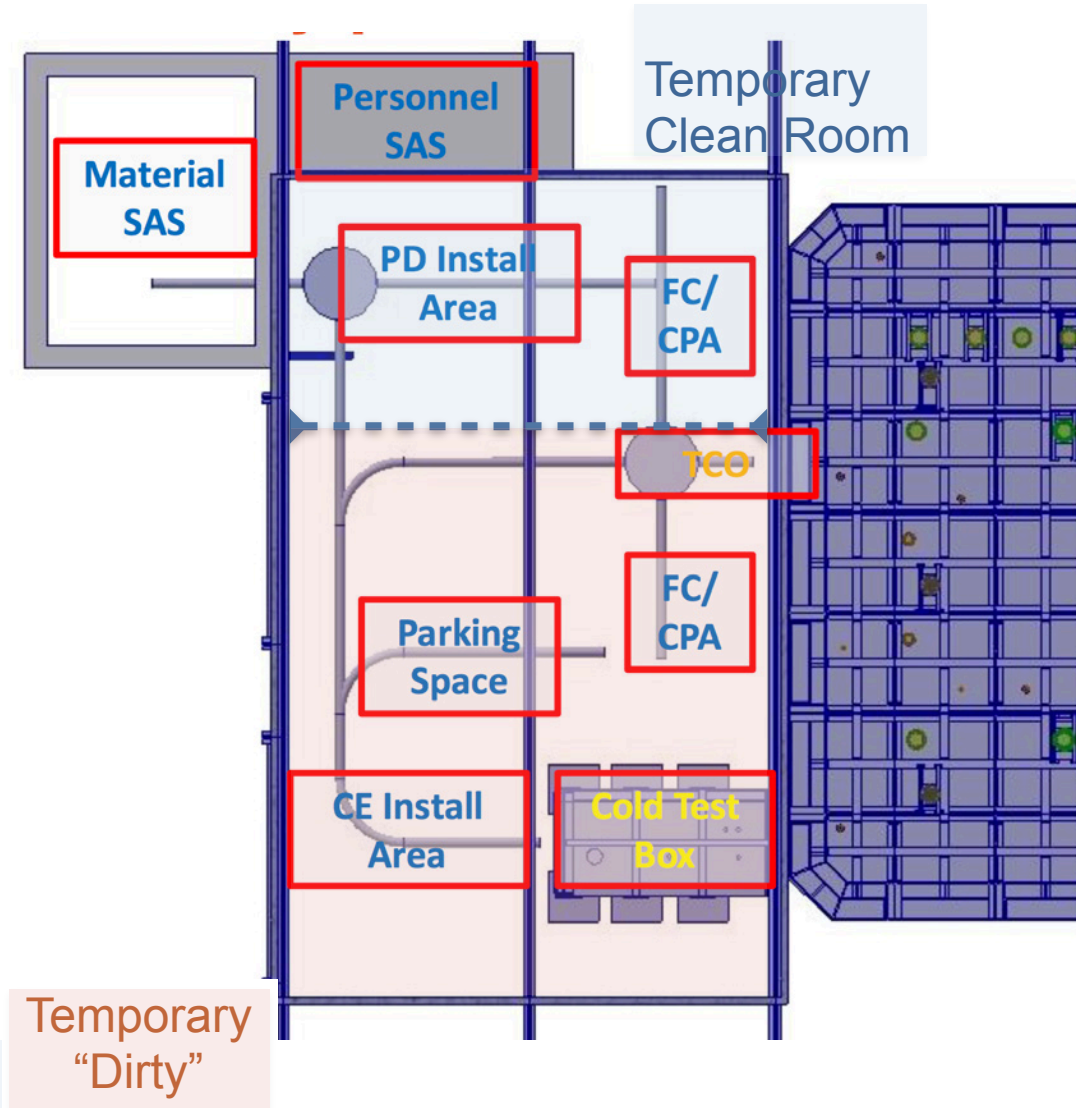 Temporary
Clean Room
Personnel
SAS
Material
SAS
PD Install
Area
FC/
CPA
TCO
FC/
CPA
Parking
Space
CE Install
Area
Cold Test
Box
Temporary
“Dirty”